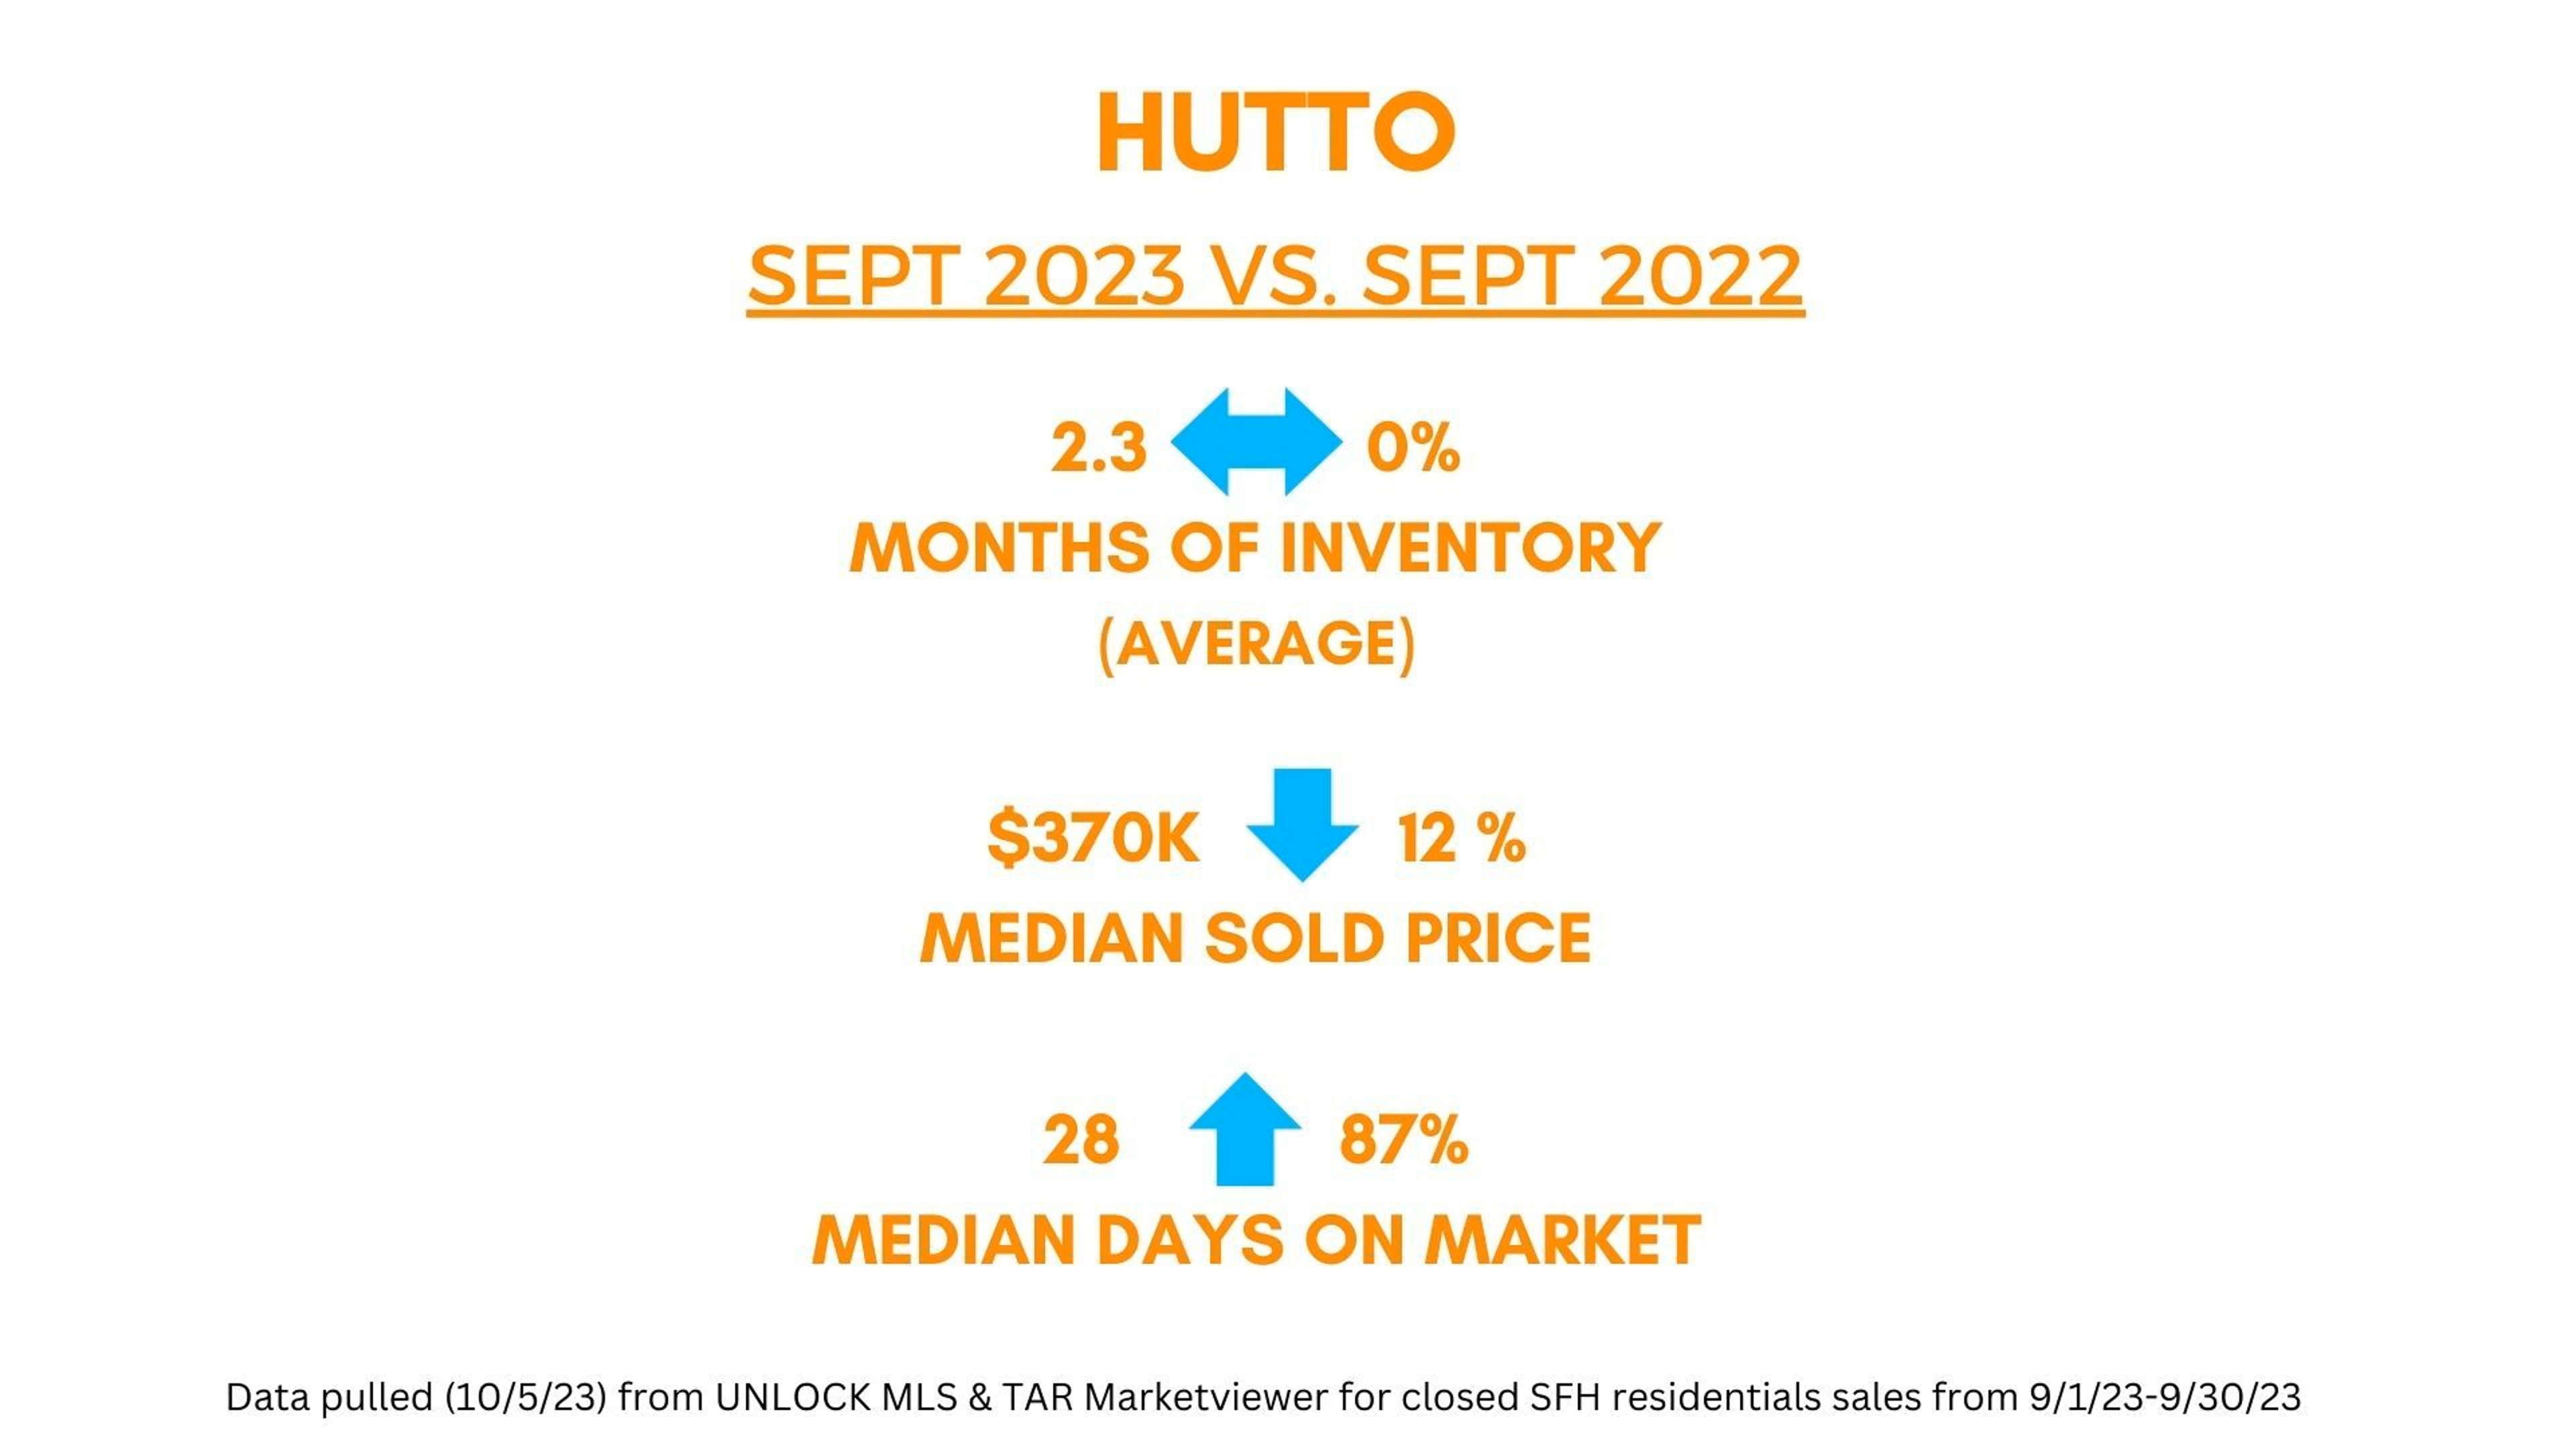 HUTTO
SEPT 2023 VS. SEPT 2022
2.3 0%
MONTHS OF INVENTORY
(AVERAGE)
$370K 12 %
MEDIAN SOLD PRICE
28 87%
MEDIAN DAYS ON MARKET
Data pulled (10/5/23) from UNLOCK MLS & TAR Marketviewer for closed SFH residentials sales from 9/1/23-9/30/23